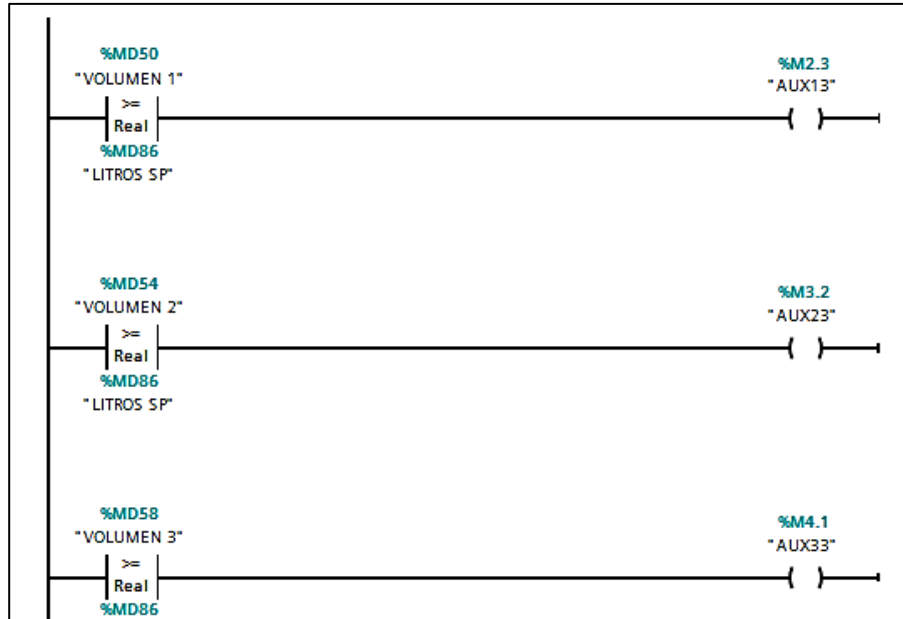 %MD50
"VOLUMEN 1"
%M2.3
"AUX13"
>=
Real
%MD86
"LITROS SP"
%MD54
"VOLUMEN 2"
%M3.2
"AUX23"
>=
Real
%MD86
"LITROS SP"
%MD58
"VOLUMEN 3"
%M4.1
"AUX33"
>=
Real
%MD86